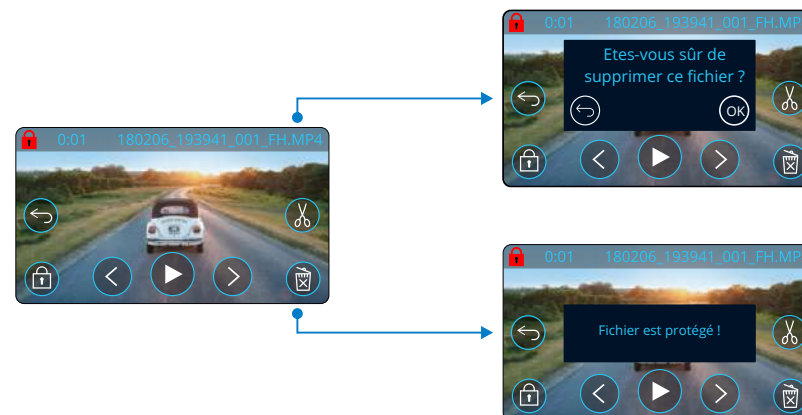 0:01 180206_193941_001_FH.MP4
0:01 180206_193941_001_FH.MP
Etes-vous sûr de
supprimer ce fichier ?
OK
0:01 180206_193941_001_FH.MP
Fichier est protégé !